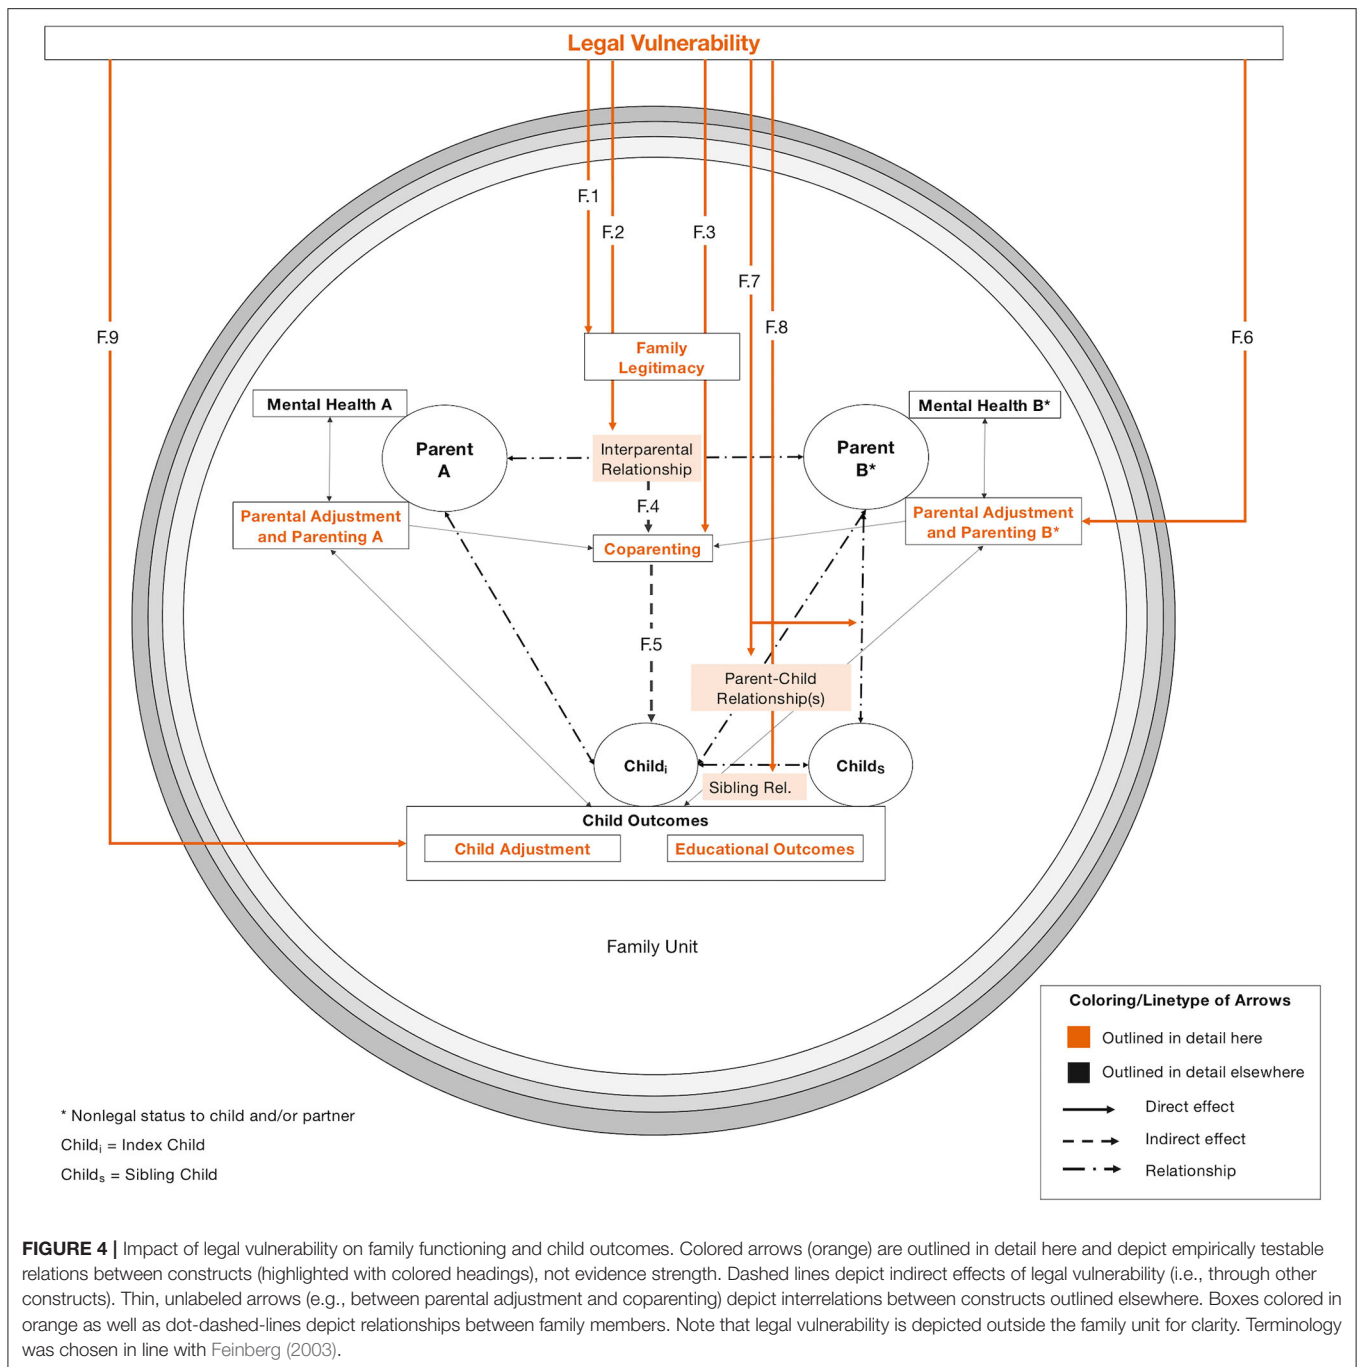 Legal Vulnerability
F.1
F.2
F.3
F.7
F.8
F.9
F.6
Family
Legitimacy
Mental Health A
Mental Health B*
Parent
A
Interparental
Relationship
Parent
B*
F.4
Parental Adjustment
and Parenting A
Coparenting
Parental Adjustment
and Parenting B*
F.5
Parent-Child
Relationship(s)
Childᵢ
Childₛ
Sibling Rel.
Child Outcomes
Child Adjustment
Educational Outcomes
Family Unit
Coloring/Linetype of Arrows
Outlined in detail here
Outlined in detail elsewhere
Direct effect
Indirect effect
Relationship
* Nonlegal status to child and/or partner
Childᵢ = Index Child
Childₛ = Sibling Child
FIGURE 4 | Impact of legal vulnerability on family functioning and child outcomes. Colored arrows (orange) are outlined in detail here and depict empirically testable
relations between constructs (highlighted with colored headings), not evidence strength. Dashed lines depict indirect effects of legal vulnerability (i.e., through other
constructs). Thin, unlabeled arrows (e.g., between parental adjustment and coparenting) depict interrelations between constructs outlined elsewhere. Boxes colored in
orange as well as dot-dashed-lines depict relationships between family members. Note that legal vulnerability is depicted outside the family unit for clarity. Terminology
was chosen in line with Feinberg (2003).